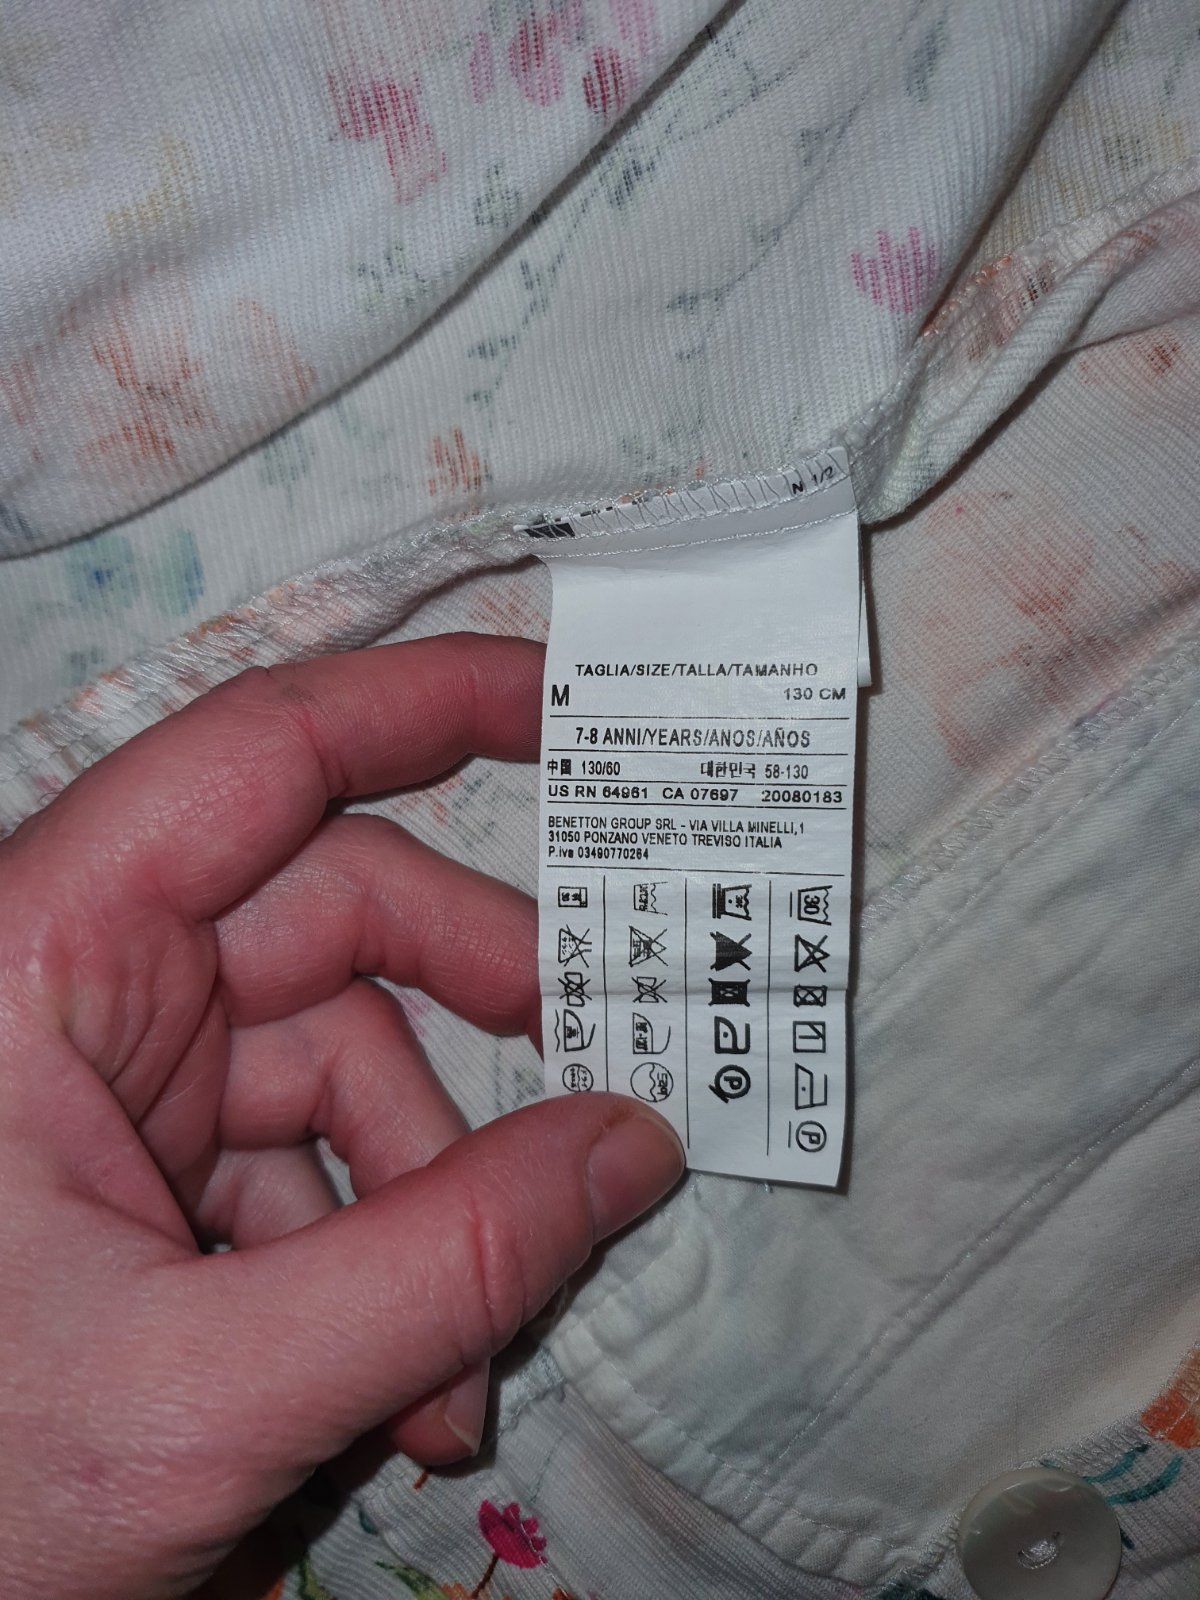 N 1/2
TAGLIA/SIZE/TALLA/TAMANHO
M 130 CM
7-8 ANNI/YEARS/ANOS/AÑOS
中国 130/60 대한민국 58-130
US RN 64961 CA 07697 20080183
BENETTON GROUP SRL - VIA VILLA MINELLI,1
31050 PONZANO VENETO TREVISO ITALIA
P.iva 03490770264
30
P
P